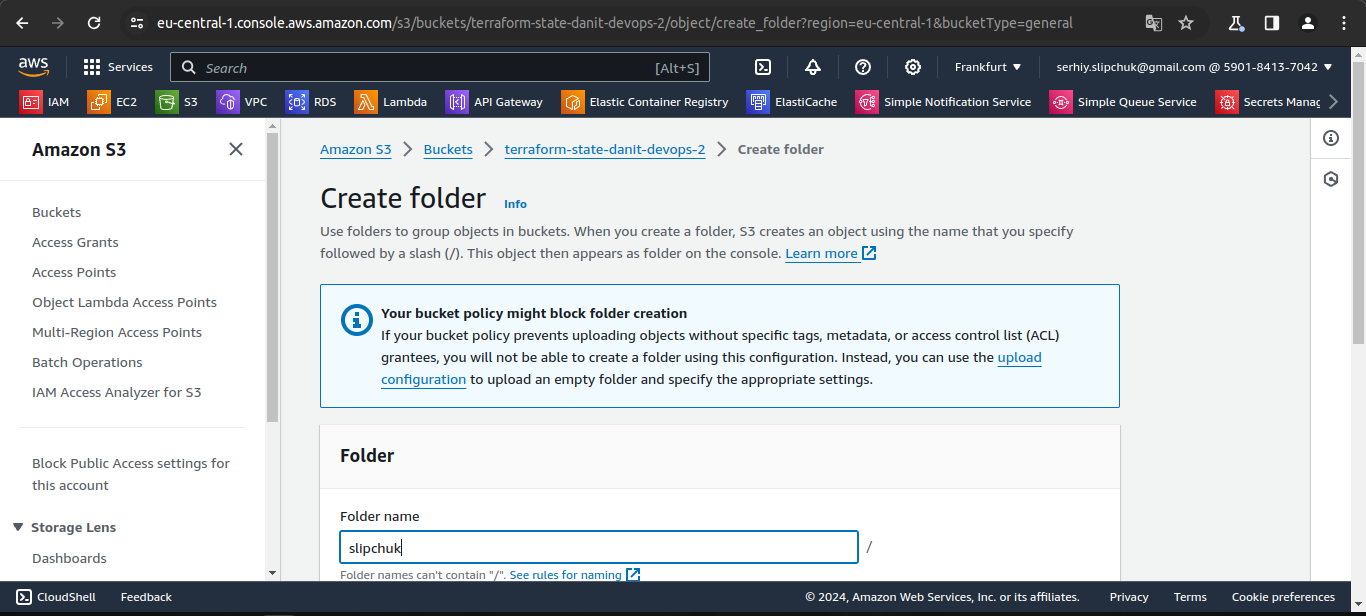 eu-central-1.console.aws.amazon.com/s3/buckets/terraform-state-danit-devops-2/object/create_folder?region=eu-central-1&bucketType=general
aws
Services
Search
[Alt+S]
Frankfurt
serhiy.slipchuk@gmail.com @ 5901-8413-7042
IAM
EC2
S3
VPC
RDS
Lambda
API Gateway
Elastic Container Registry
ElastiCache
Simple Notification Service
Simple Queue Service
Secrets Manag
Amazon S3
Buckets
Access Grants
Access Points
Object Lambda Access Points
Multi-Region Access Points
Batch Operations
IAM Access Analyzer for S3
Block Public Access settings for
this account
Storage Lens
Dashboards
Amazon S3 > Buckets > terraform-state-danit-devops-2 > Create folder
Create folder Info
Use folders to group objects in buckets. When you create a folder, S3 creates an object using the name that you specify
followed by a slash (/). This object then appears as folder on the console. Learn more
Your bucket policy might block folder creation
If your bucket policy prevents uploading objects without specific tags, metadata, or access control list (ACL)
grantees, you will not be able to create a folder using this configuration. Instead, you can use the upload
configuration to upload an empty folder and specify the appropriate settings.
Folder
Folder name
slipchuk /
Folder names can't contain "/". See rules for naming
CloudShell
Feedback
© 2024, Amazon Web Services, Inc. or its affiliates.
Privacy
Terms
Cookie preferences